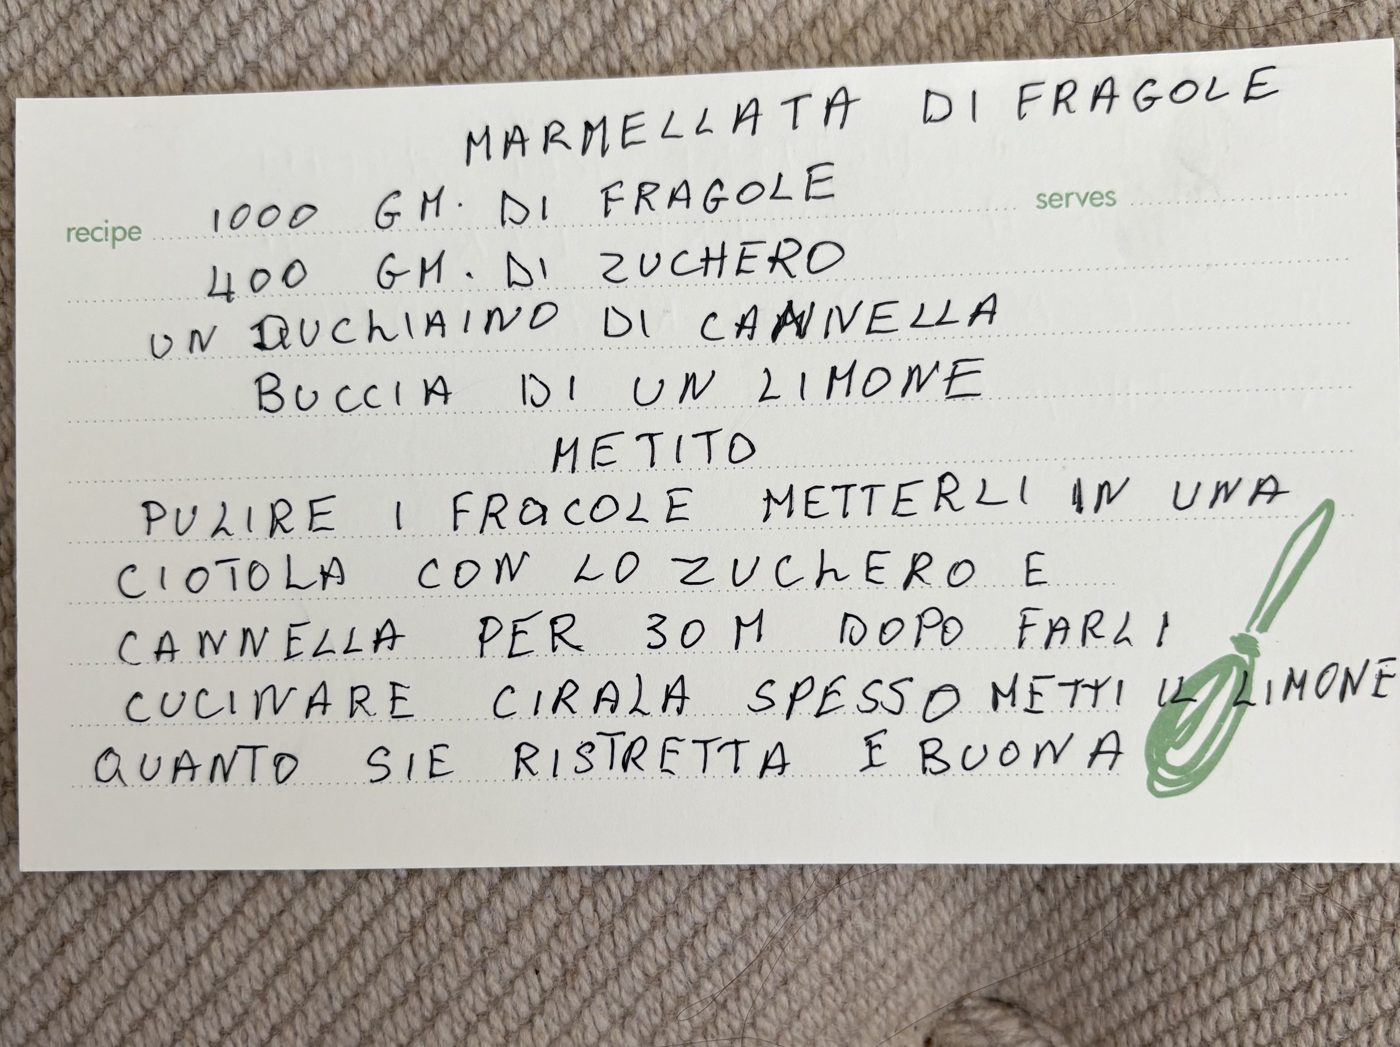 MARMELLATA DI FRAGOLE
recipe 1000 GM. DI FRAGOLE serves
400 GM. DI ZUCHERO
UN QUCHIAINO DI CANNELLA
BUCCIA DI UN LIMONE
METITO
PULIRE I FRACOLE METTERLI IN UNA
CIOTOLA CON LO ZUCHERO E
CANNELLA PER 30 M DOPO FARLI
CUCINARE CIRALA SPESSO METTI IL LIMONE
QUANTO SIE RISTRETTA E BUONA